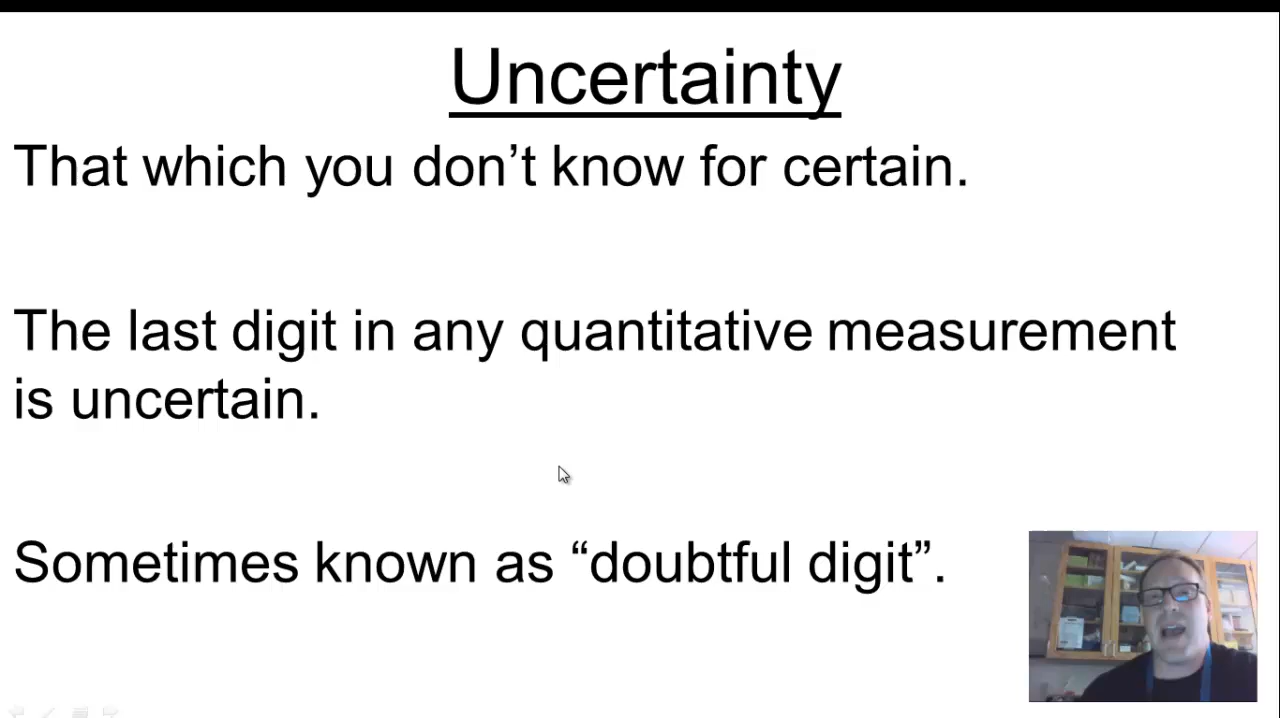 Uncertainty
That which you don’t know for certain.
The last digit in any quantitative measurement
is uncertain.
Sometimes known as “doubtful digit”.